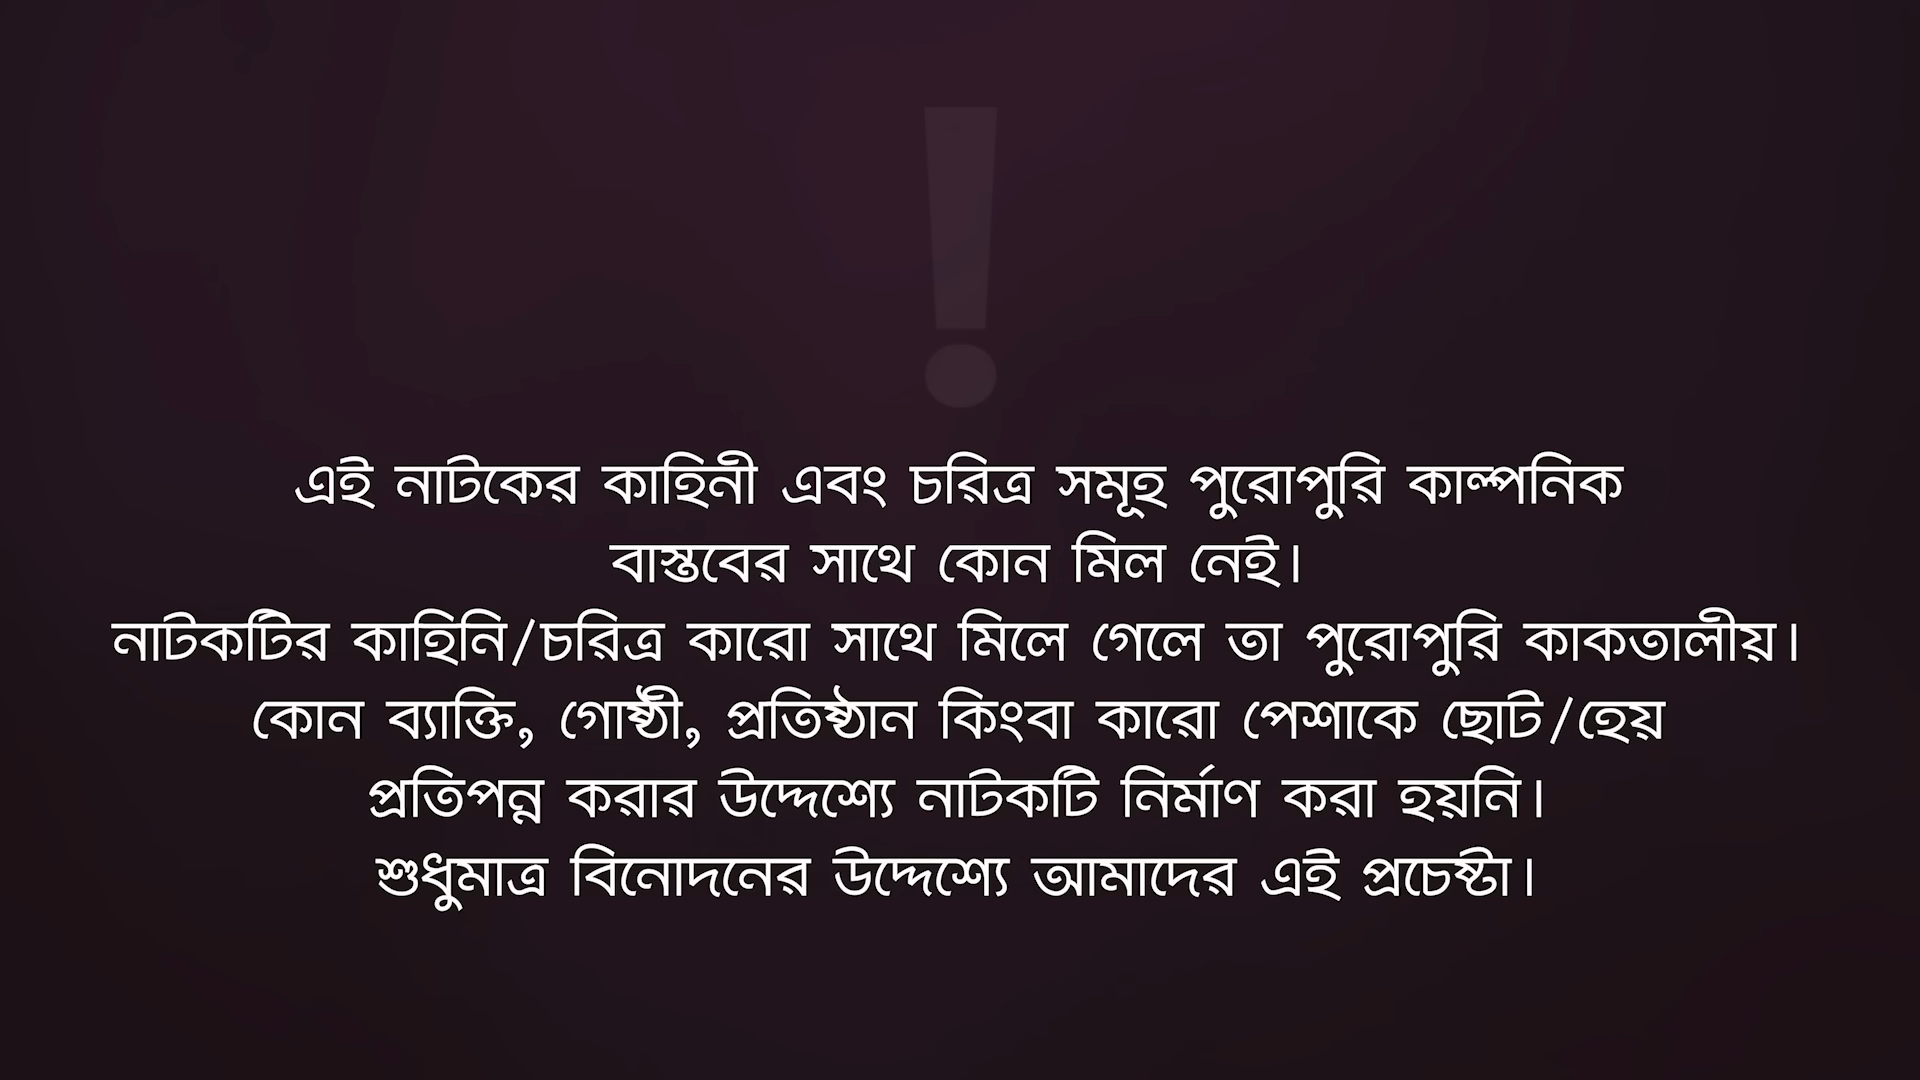 এই নাটকের কাহিনী এবং চরিত্র সমূহ পুরোপুরি কাল্পনিক
বাস্তবের সাথে কোন মিল নেই।
নাটকটির কাহিনি/চরিত্র কারো সাথে মিলে গেলে তা পুরোপুরি কাকতালীয়।
কোন ব্যাক্তি, গোষ্ঠী, প্রতিষ্ঠান কিংবা কারো পেশাকে ছোট/হেয়
প্রতিপন্ন করার উদ্দেশ্যে নাটকটি নির্মাণ করা হয়নি।
শুধুমাত্র বিনোদনের উদ্দেশ্যে আমাদের এই প্রচেষ্টা।